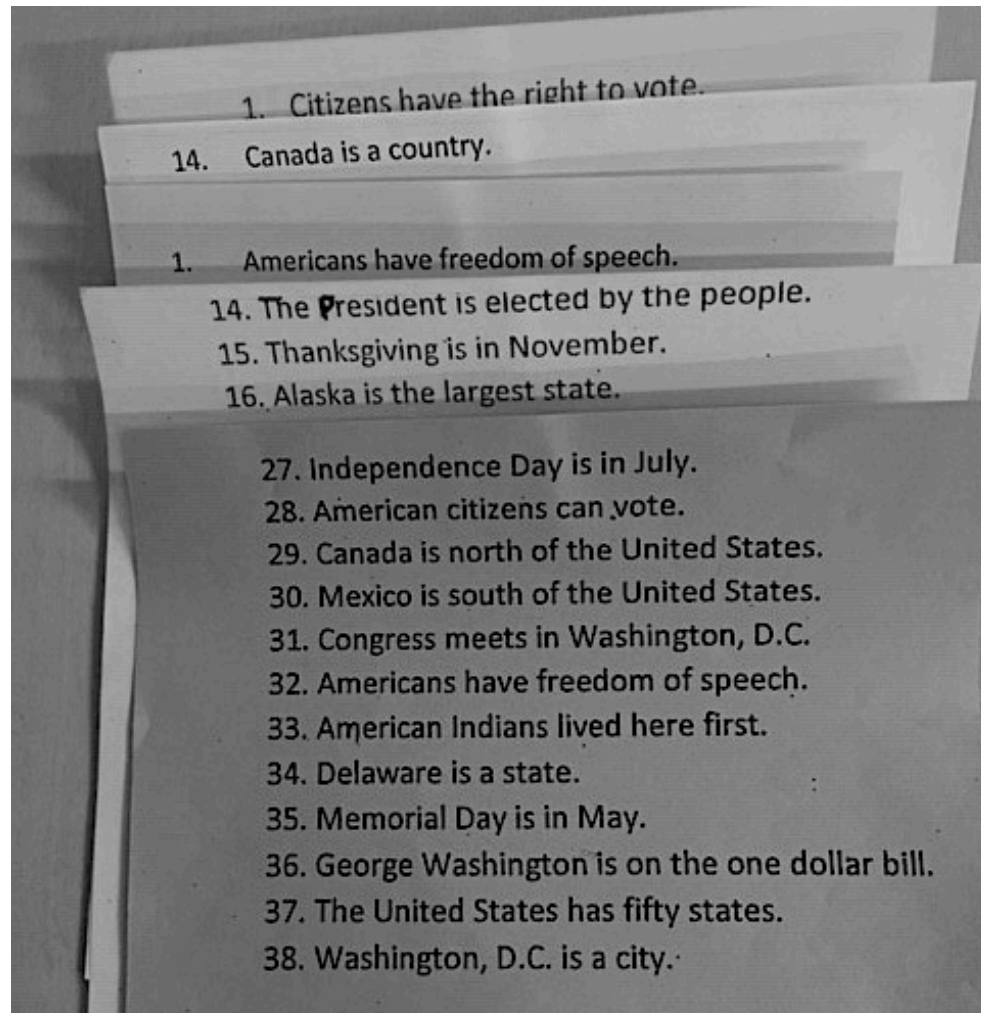 1. Citizens have the right to vote.
14. Canada is a country.
1. Americans have freedom of speech.
14. The President is elected by the people.
15. Thanksgiving is in November.
16. Alaska is the largest state.
27. Independence Day is in July.
28. American citizens can vote.
29. Canada is north of the United States.
30. Mexico is south of the United States.
31. Congress meets in Washington, D.C.
32. Americans have freedom of speech.
33. American Indians lived here first.
34. Delaware is a state.
35. Memorial Day is in May.
36. George Washington is on the one dollar bill.
37. The United States has fifty states.
38. Washington, D.C. is a city.